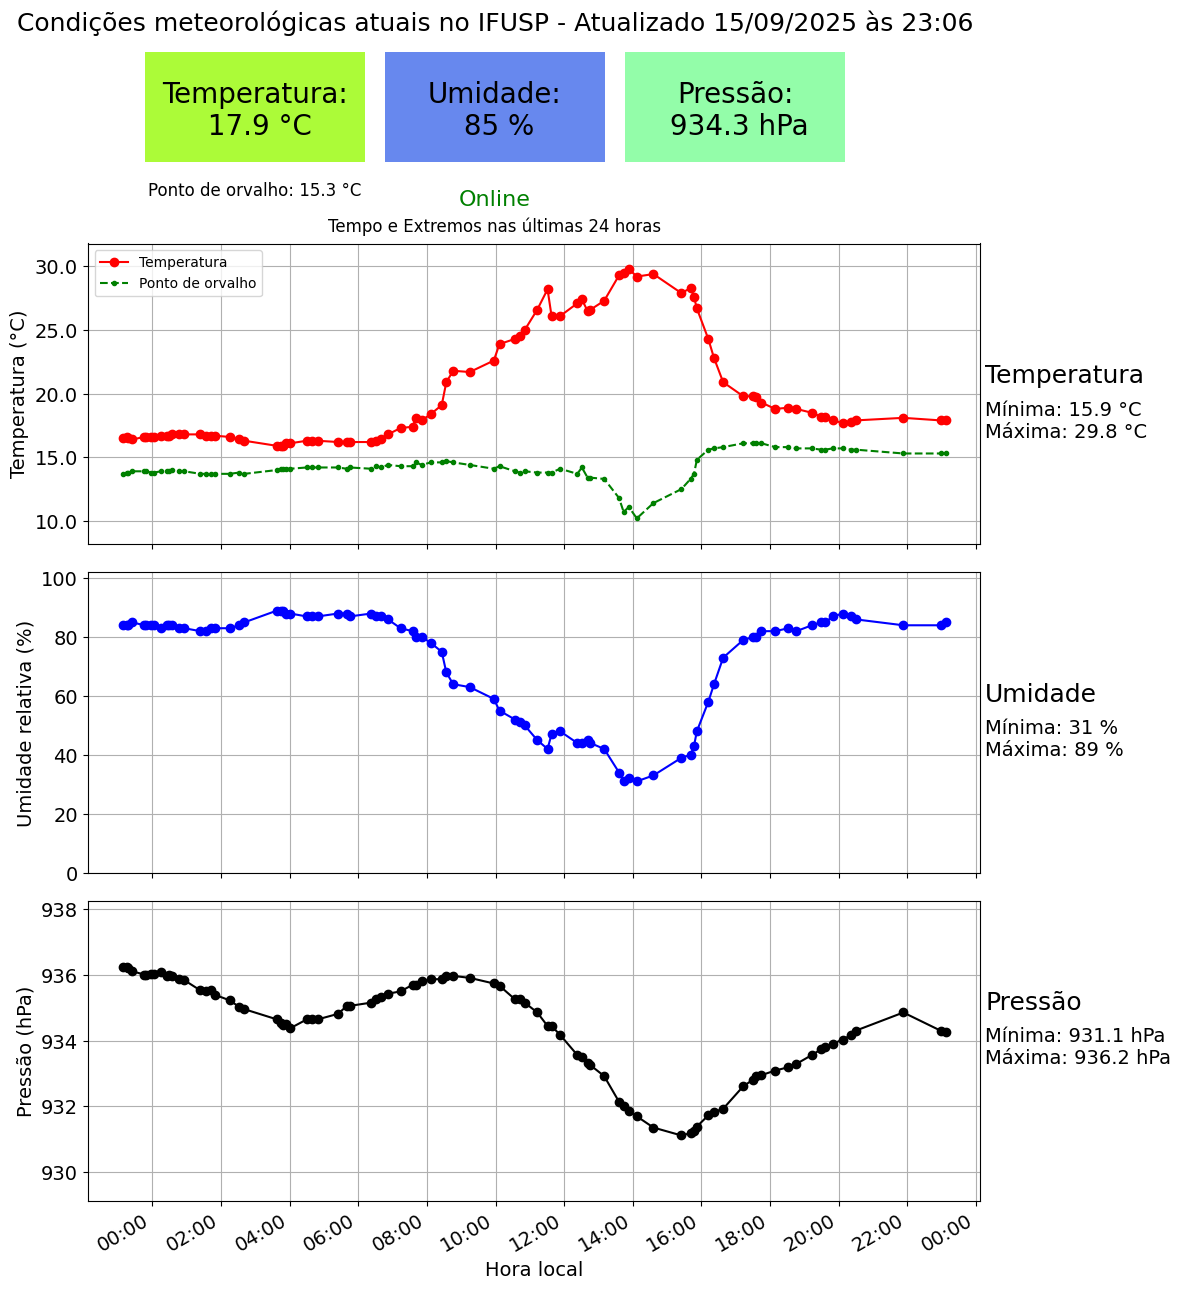 Condições meteorológicas atuais no IFUSP - Atualizado 15/09/2025 às 23:06
Temperatura:
17.9 °C
Umidade:
85 %
Pressão:
934.3 hPa
Ponto de orvalho: 15.3 °C
Online
Tempo e Extremos nas últimas 24 horas
Temperatura
Ponto de orvalho
Temperatura (°C)
30.0
25.0
20.0
15.0
10.0
Temperatura
Mínima: 15.9 °C
Máxima: 29.8 °C
Umidade relativa (%)
100
80
60
40
20
0
Umidade
Mínima: 31 %
Máxima: 89 %
Pressão (hPa)
938
936
934
932
930
Pressão
Mínima: 931.1 hPa
Máxima: 936.2 hPa
00:00 02:00 04:00 06:00 08:00 10:00 12:00 14:00 16:00 18:00 20:00 22:00 00:00
Hora local